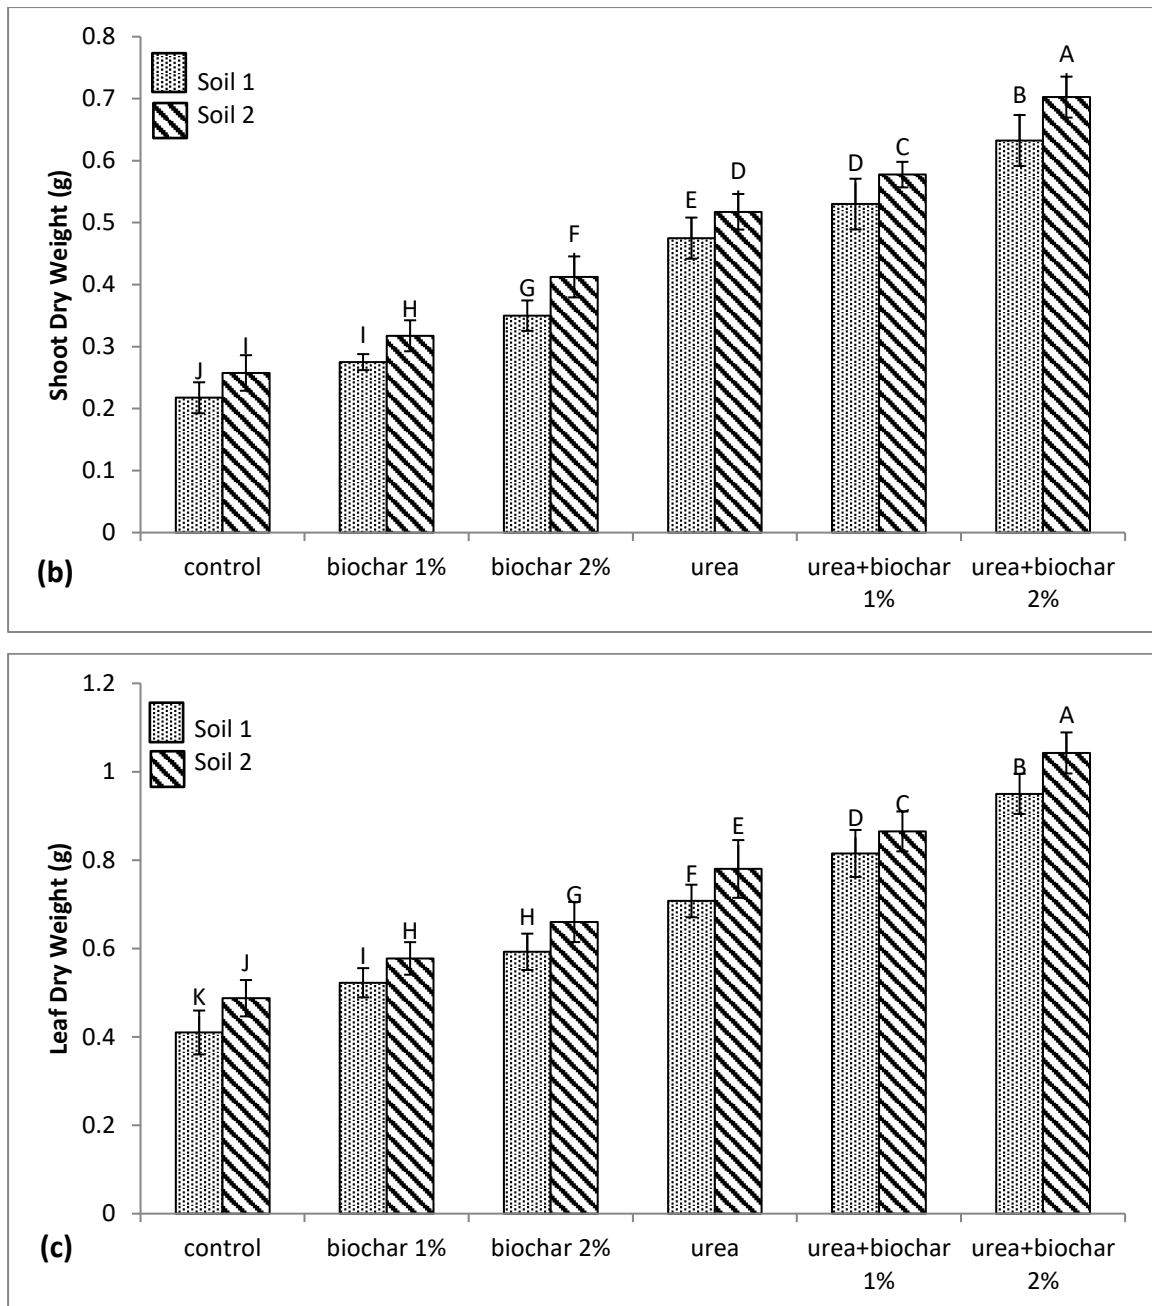 0.8
0.7
0.6
0.5
0.4
0.3
0.2
0.1
0
Shoot Dry Weight (g)
Soil 1
Soil 2
J I I H G F E D D C B A
control biochar 1% biochar 2% urea urea+biochar 1% urea+biochar 2%
(b)
1.2
1
0.8
0.6
0.4
0.2
0
Leaf Dry Weight (g)
Soil 1
Soil 2
K J I H H G F E D C B A
control biochar 1% biochar 2% urea urea+biochar 1% urea+biochar 2%
(c)